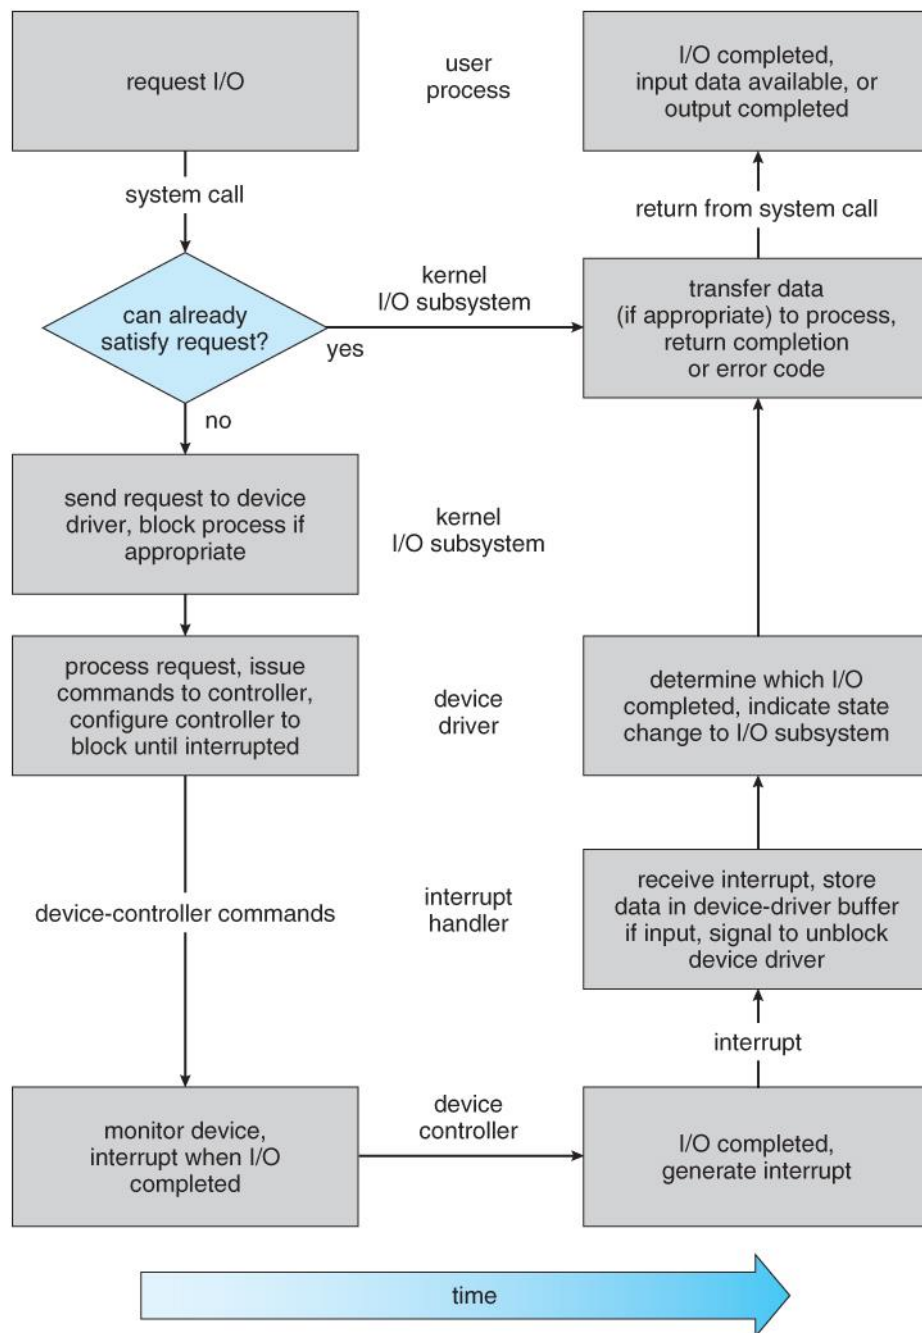 request I/O
user
process
I/O completed,
input data available, or
output completed
system call
return from system call
can already
satisfy request?
kernel
I/O subsystem
yes
transfer data
(if appropriate) to process,
return completion
or error code
no
send request to device
driver, block process if
appropriate
kernel
I/O subsystem
process request, issue
commands to controller,
configure controller to
block until interrupted
device
driver
determine which I/O
completed, indicate state
change to I/O subsystem
device-controller commands
interrupt
handler
receive interrupt, store
data in device-driver buffer
if input, signal to unblock
device driver
interrupt
monitor device,
interrupt when I/O
completed
device
controller
I/O completed,
generate interrupt
time